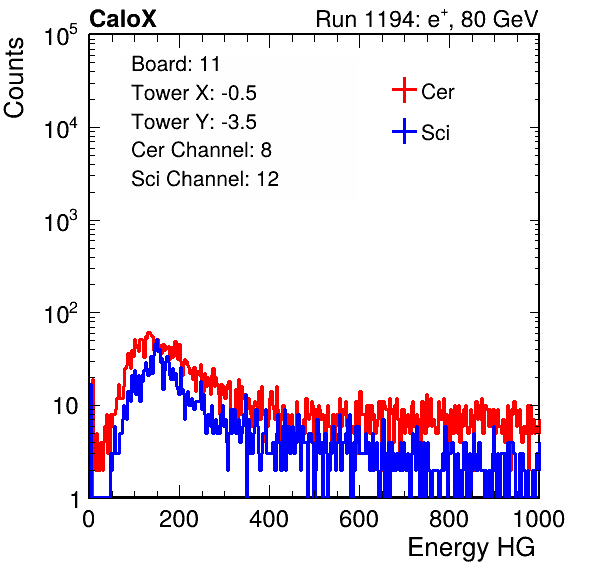 CaloX Run 1194: e⁺, 80 GeV
Counts
10⁵
10⁴
10³
10²
10
1
Board: 11
Tower X: -0.5
Tower Y: -3.5
Cer Channel: 8
Sci Channel: 12
Cer
Sci
0 200 400 600 800 1000
Energy HG